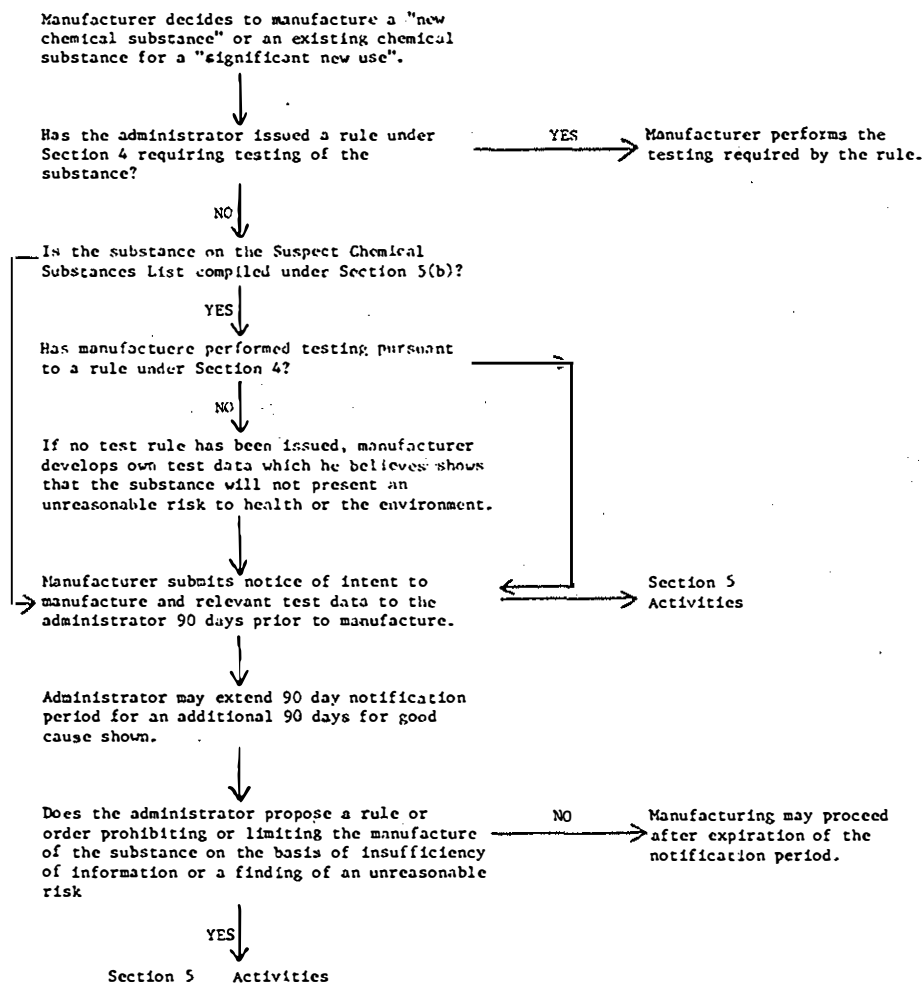 Manufacturer decides to manufacture a "new
chemical substance" or an existing chemical
substance for a "significant new use".
Has the administrator issued a rule under
Section 4 requiring testing of the
substance?
YES
Manufacturer performs the
testing required by the rule.
NO
Is the substance on the Suspect Chemical
Substances List compiled under Section 5(b)?
YES
Has manufactuere performed testing pursuant
to a rule under Section 4?
NO
If no test rule has been issued, manufacturer
develops own test data which he believes shows
that the substance will not present an
unreasonable risk to health or the environment.
Manufacturer submits notice of intent to
manufacture and relevant test data to the
administrator 90 days prior to manufacture.
Section 5
Activities
Administrator may extend 90 day notification
period for an additional 90 days for good
cause shown.
Does the administrator propose a rule or
order prohibiting or limiting the manufacture
of the substance on the basis of insufficiency
of information or a finding of an unreasonable
risk
NO
Manufacturing may proceed
after expiration of the
notification period.
YES
Section 5 Activities